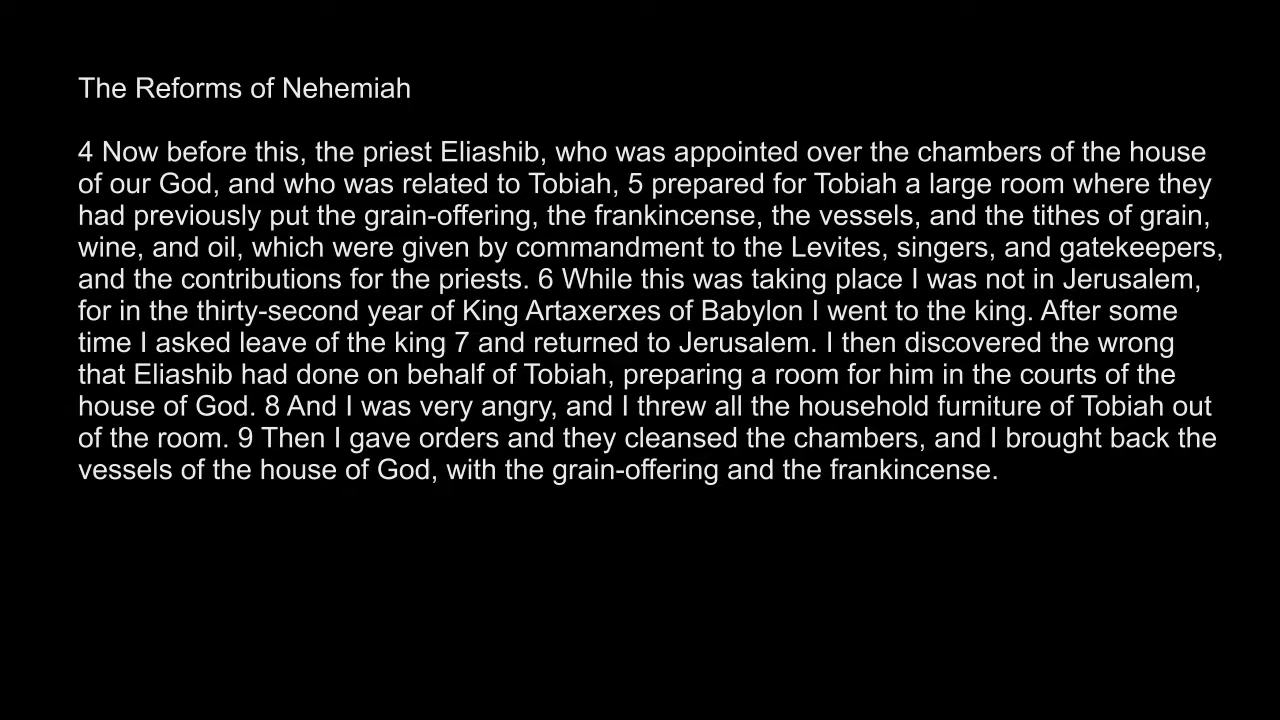 The Reforms of Nehemiah
4 Now before this, the priest Eliashib, who was appointed over the chambers of the house
of our God, and who was related to Tobiah, 5 prepared for Tobiah a large room where they
had previously put the grain-offering, the frankincense, the vessels, and the tithes of grain,
wine, and oil, which were given by commandment to the Levites, singers, and gatekeepers,
and the contributions for the priests. 6 While this was taking place I was not in Jerusalem,
for in the thirty-second year of King Artaxerxes of Babylon I went to the king. After some
time I asked leave of the king 7 and returned to Jerusalem. I then discovered the wrong
that Eliashib had done on behalf of Tobiah, preparing a room for him in the courts of the
house of God. 8 And I was very angry, and I threw all the household furniture of Tobiah out
of the room. 9 Then I gave orders and they cleansed the chambers, and I brought back the
vessels of the house of God, with the grain-offering and the frankincense.